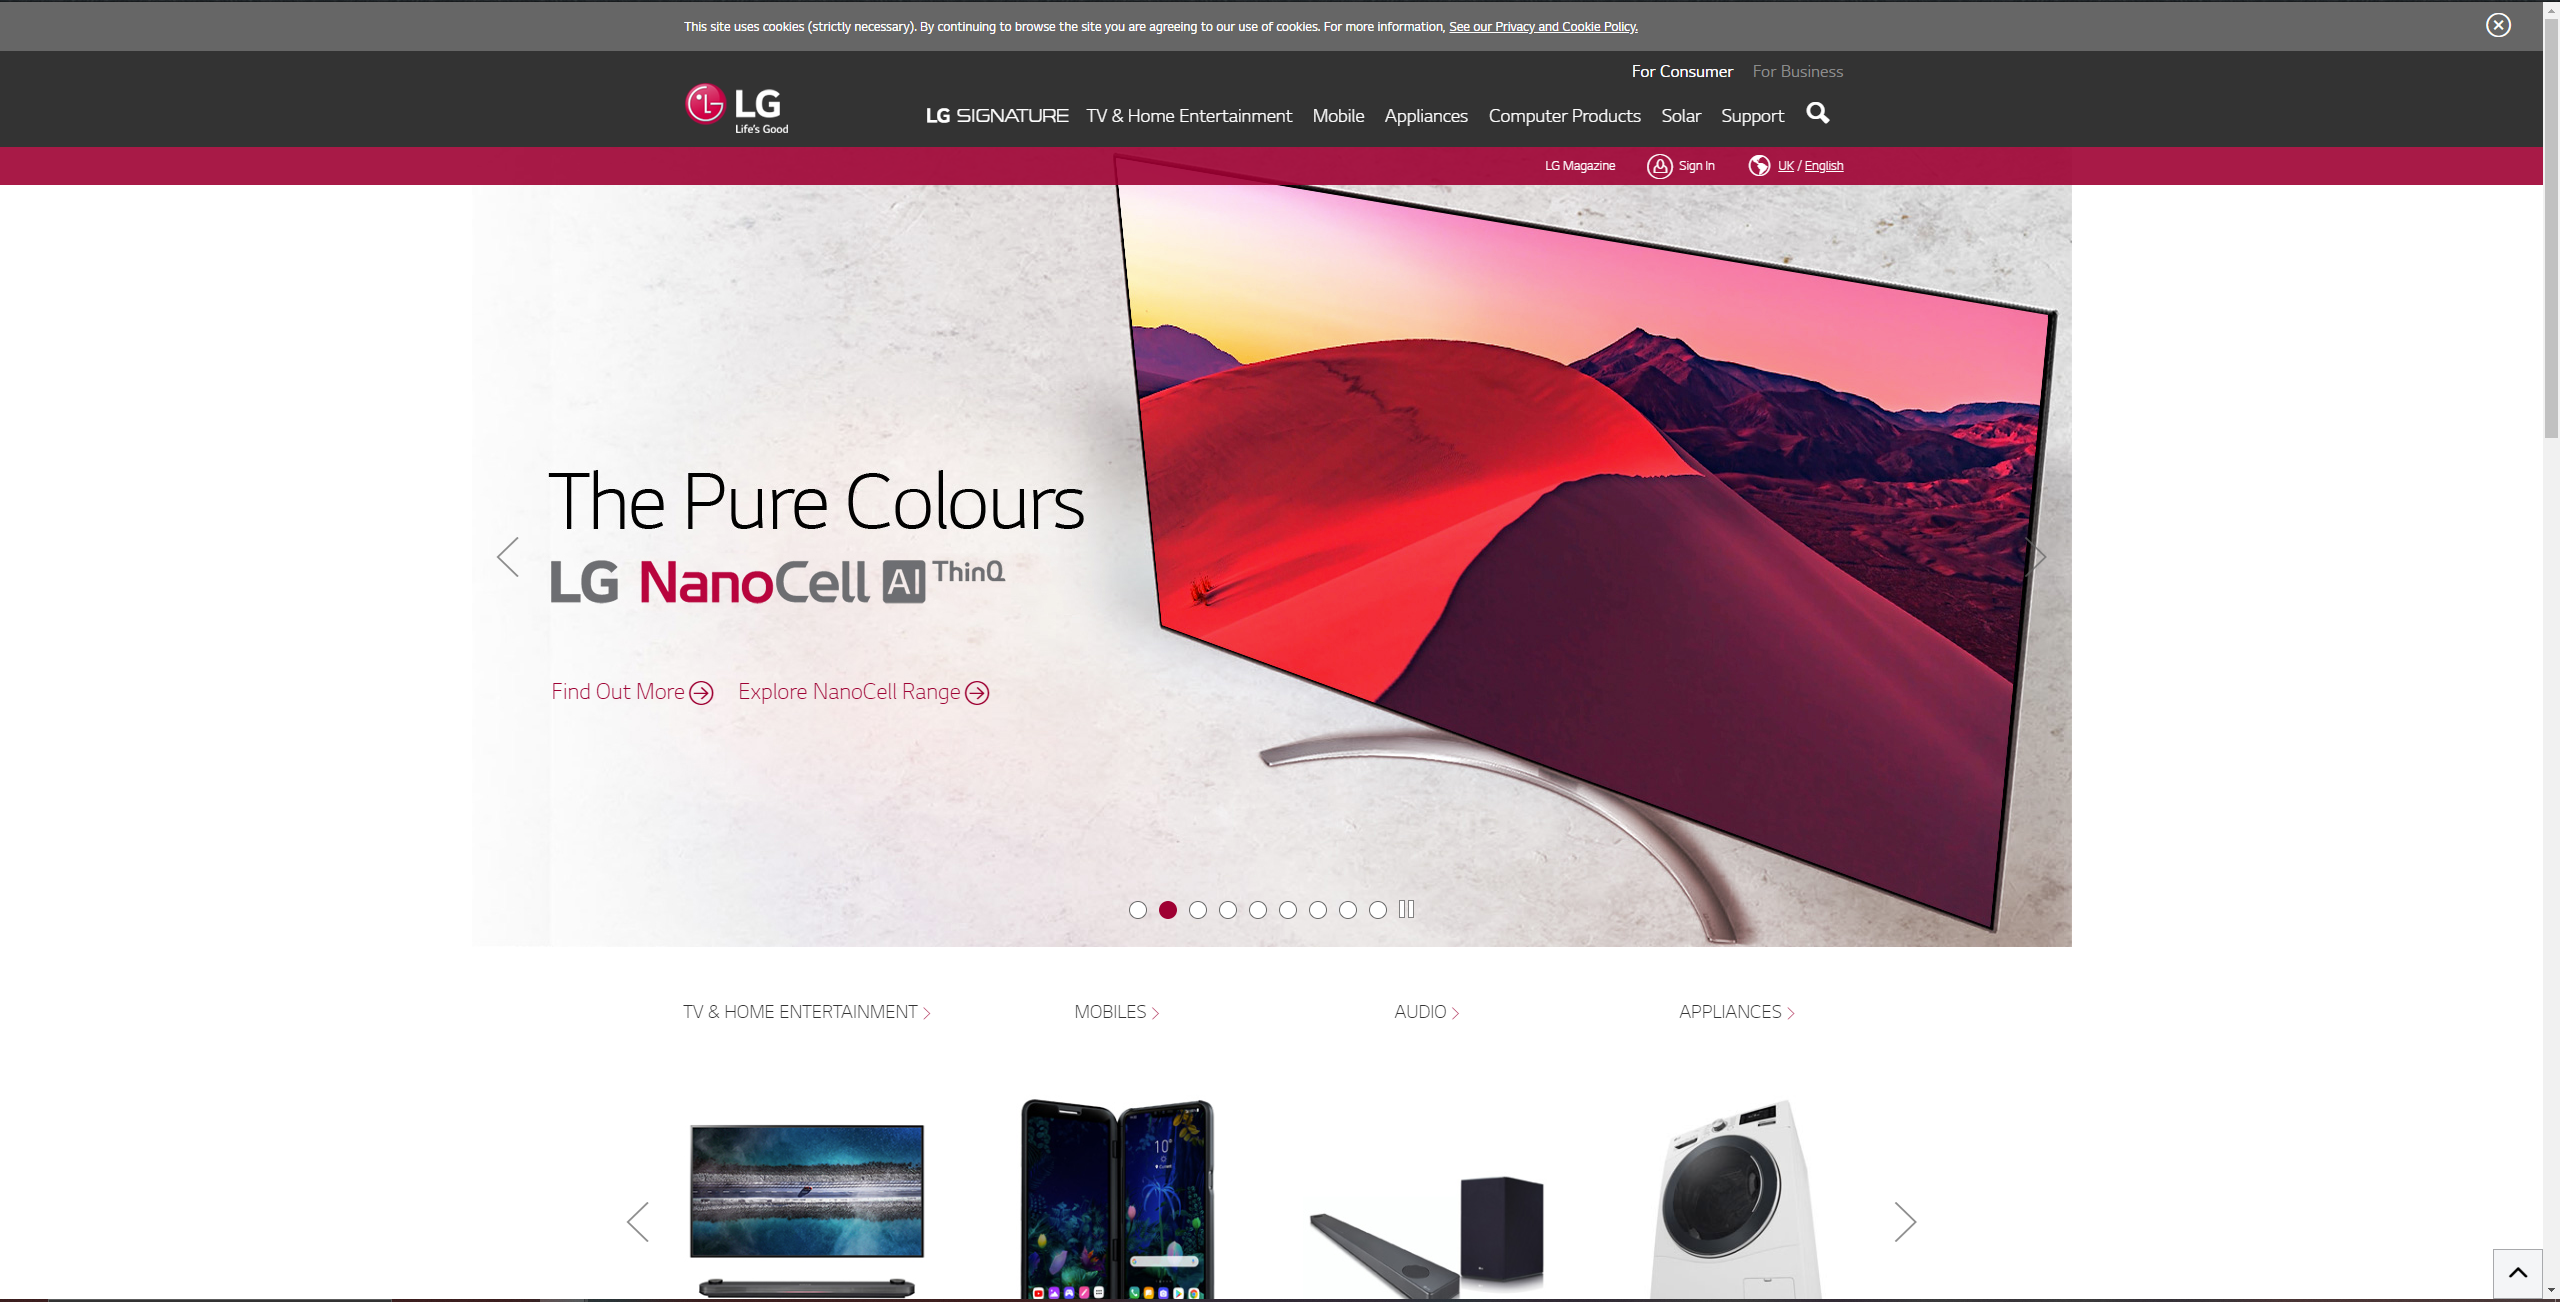 This site uses cookies (strictly necessary). By continuing to browse the site you are agreeing to our use of cookies. For more information, See our Privacy and Cookie Policy.
For Consumer For Business
LG
Life's Good
LG SIGNATURE TV & Home Entertainment Mobile Appliances Computer Products Solar Support
LG Magazine Sign In UK / English
The Pure Colours
LG NanoCell AI ThinQ
Find Out More Explore NanoCell Range
TV & HOME ENTERTAINMENT MOBILES AUDIO APPLIANCES
10°